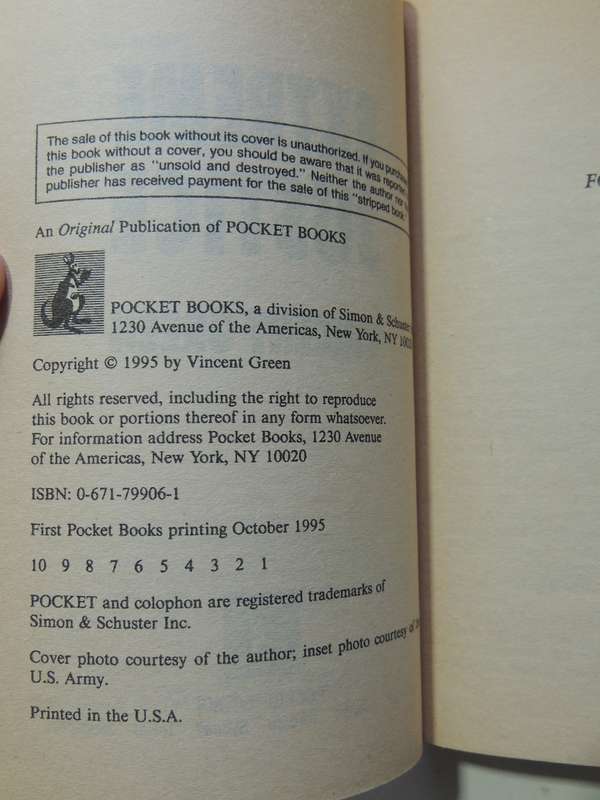 The sale of this book without its cover is unauthorized. If you purchased
this book without a cover, you should be aware that it was reported
the publisher as "unsold and destroyed." Neither the author nor
publisher has received payment for the sale of this "stripped book
An Original Publication of POCKET BOOKS
POCKET BOOKS, a division of Simon & Schuster
1230 Avenue of the Americas, New York, NY 10020
Copyright © 1995 by Vincent Green
All rights reserved, including the right to reproduce
this book or portions thereof in any form whatsoever.
For information address Pocket Books, 1230 Avenue
of the Americas, New York, NY 10020
ISBN: 0-671-79906-1
First Pocket Books printing October 1995
10 9 8 7 6 5 4 3 2 1
POCKET and colophon are registered trademarks of
Simon & Schuster Inc.
Cover photo courtesy of the author; inset photo courtesy of
U.S. Army.
Printed in the U.S.A.